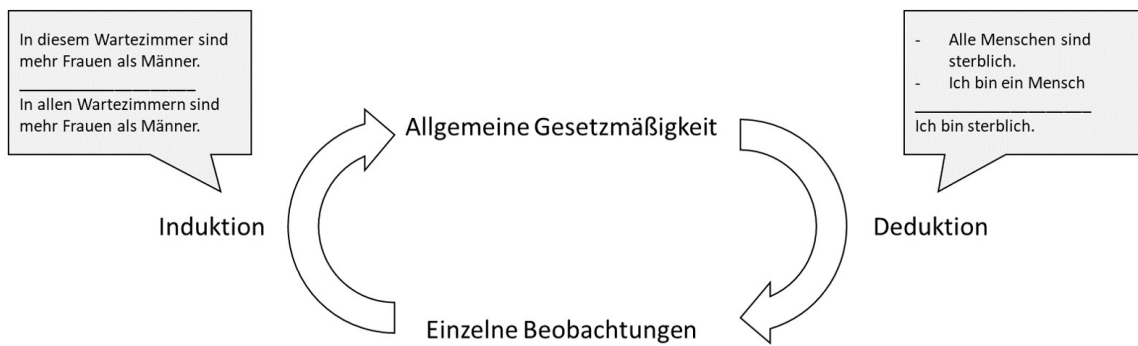 In diesem Wartezimmer sind
mehr Frauen als Männer.
In allen Wartezimmern sind
mehr Frauen als Männer.
- Alle Menschen sind
sterblich.
- Ich bin ein Mensch
Ich bin sterblich.
Allgemeine Gesetzmäßigkeit
Induktion
Deduktion
Einzelne Beobachtungen